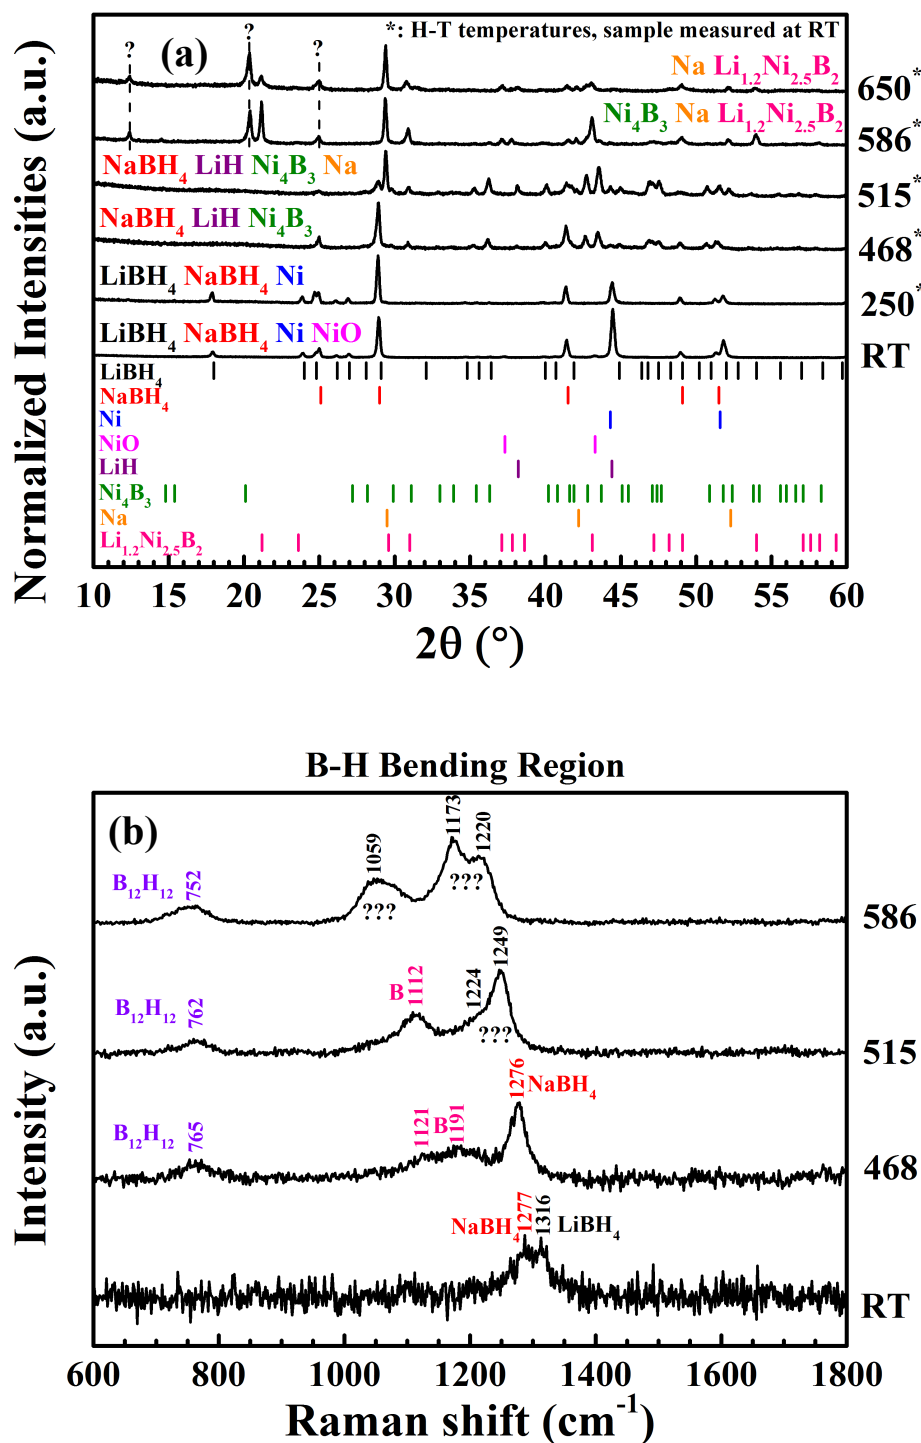 *: H-T temperatures, sample measured at RT
(a)
? ? ?
Na Li1.2Ni2.5B2
650*
Ni4B3 Na Li1.2Ni2.5B2
586*
NaBH4 LiH Ni4B3 Na
515*
NaBH4 LiH Ni4B3
468*
LiBH4 NaBH4 Ni
250*
LiBH4 NaBH4 Ni NiO
RT
LiBH4
NaBH4
Ni
NiO
LiH
Ni4B3
Na
Li1.2Ni2.5B2
Normalized Intensities (a.u.)
10 15 20 25 30 35 40 45 50 55 60
2θ (°)
B-H Bending Region
(b)
B12H12 752 1059 1173 1220
??? ???
586
B12H12 762 B 1112 1224 1249
???
515
B12H12 765 1121 B 1191 1276 NaBH4
468
NaBH4 1277 1316 LiBH4
RT
Intensity (a.u.)
600 800 1000 1200 1400 1600 1800
Raman shift (cm-1)